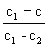 c₁ − c
c₁ - c₂